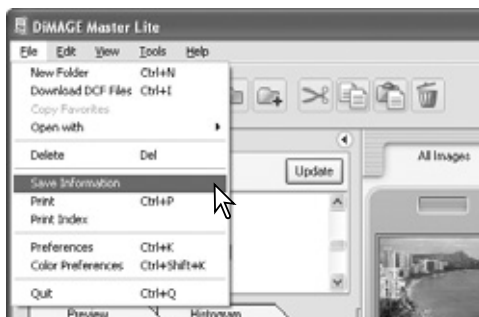 DiMAGE Master Lite
File Edit View Tools Help
New Folder Ctrl+N
Download DCF Files Ctrl+I
Copy Favorites
Open with
Delete Del
Save Information
Print Ctrl+P
Print Index
Preferences Ctrl+K
Color Preferences Ctrl+Shift+K
Quit Ctrl+Q
Update
All Images
Preview Histogram